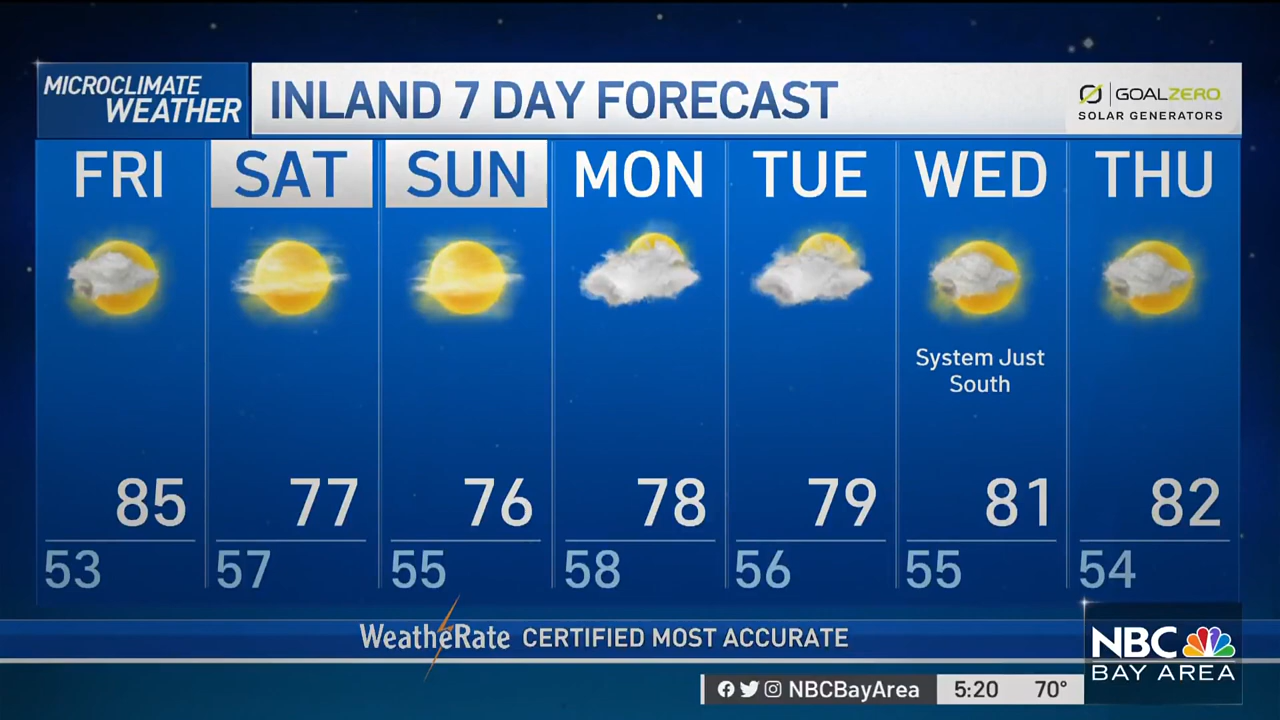 MICROCLIMATE
WEATHER
INLAND 7 DAY FORECAST
GOALZERO.
SOLAR GENERATORS
FRI SAT SUN MON TUE WED THU
System Just
South
85 77 76 78 79 81 82
53 57 55 58 56 55 54
WeatheRate CERTIFIED MOST ACCURATE
NBC
BAY AREA
NBCBayArea 5:20 70°